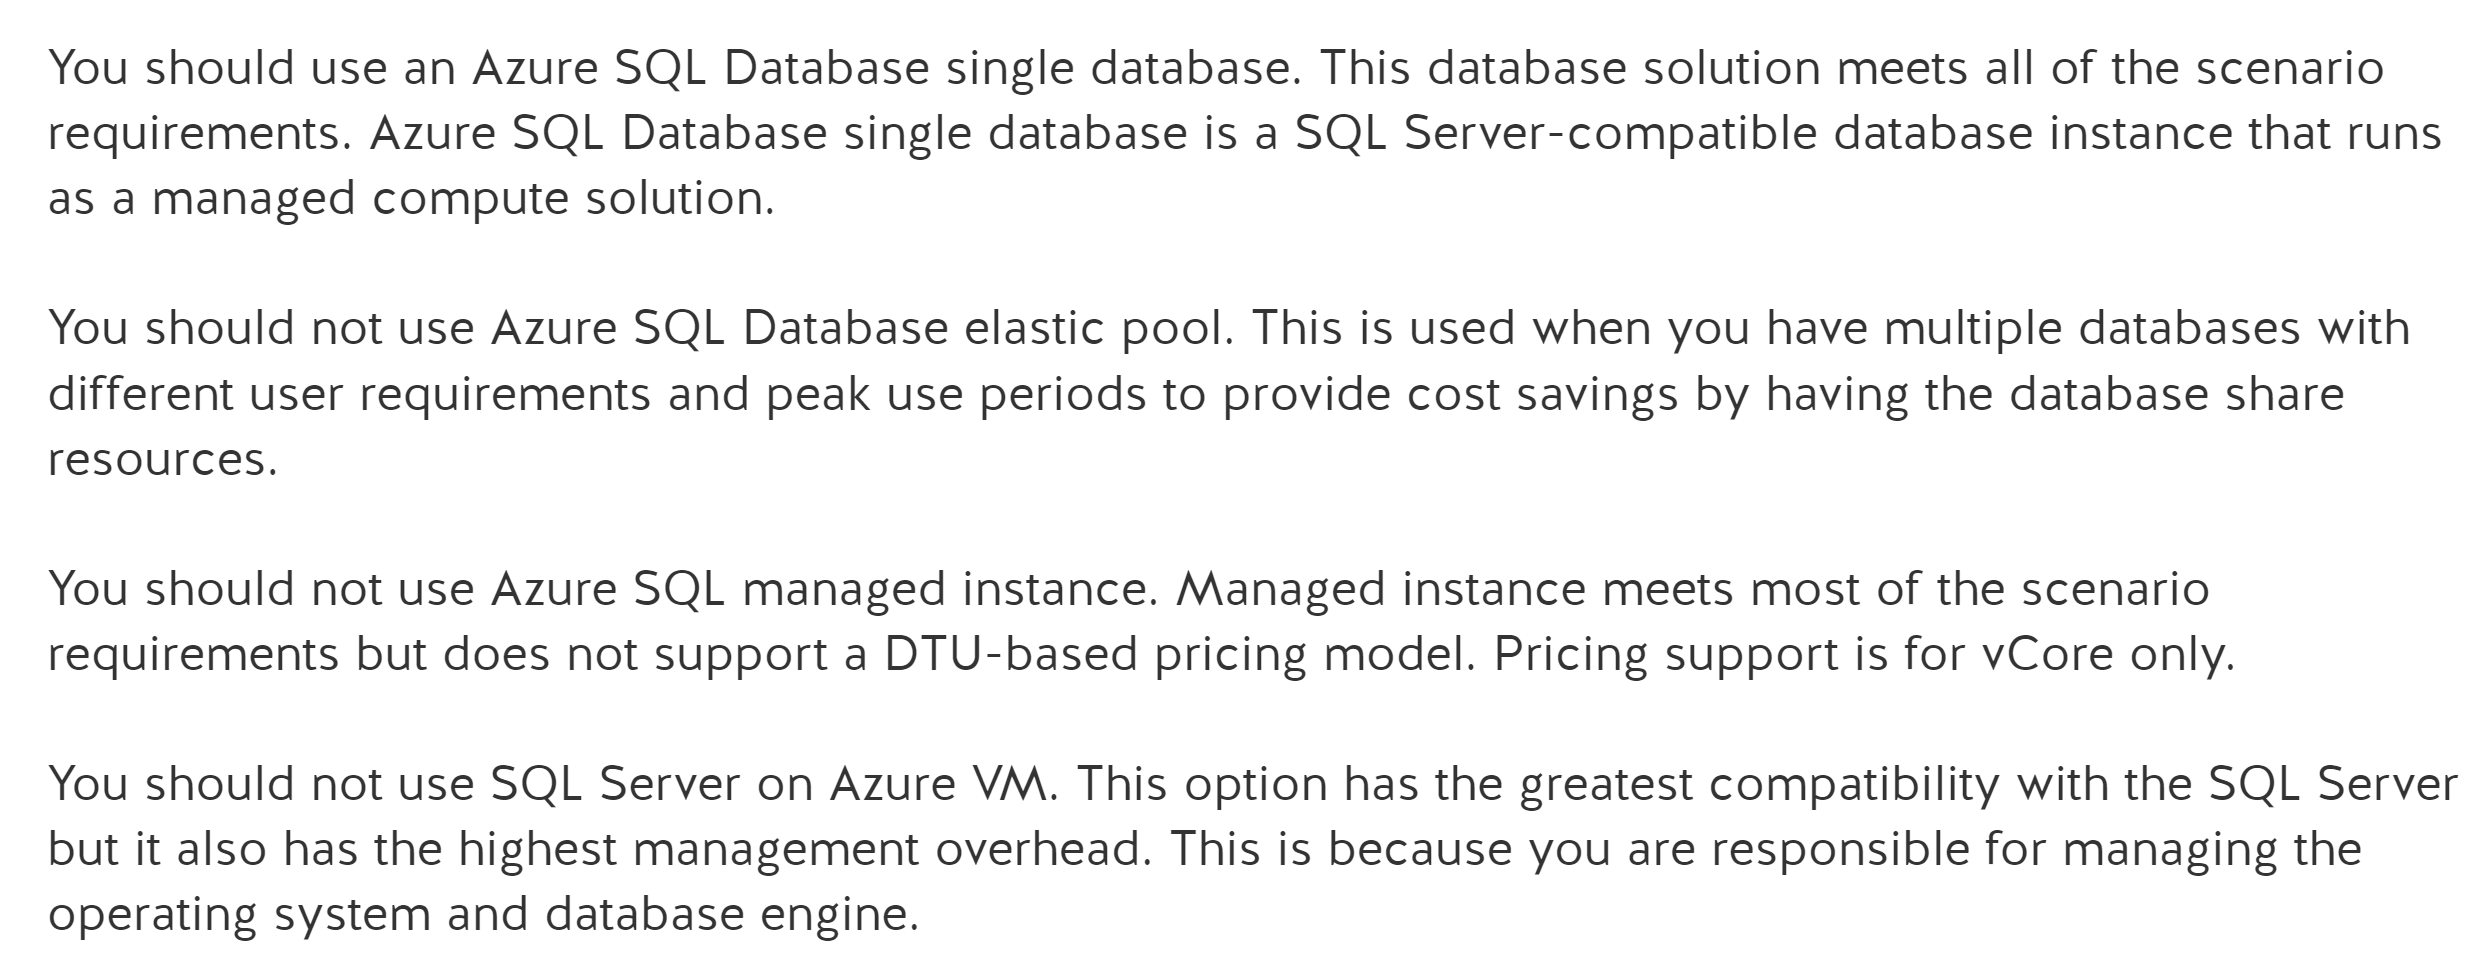 You should use an Azure SQL Database single database. This database solution meets all of the scenario
requirements. Azure SQL Database single database is a SQL Server-compatible database instance that runs
as a managed compute solution.
You should not use Azure SQL Database elastic pool. This is used when you have multiple databases with
different user requirements and peak use periods to provide cost savings by having the database share
resources.
You should not use Azure SQL managed instance. Managed instance meets most of the scenario
requirements but does not support a DTU-based pricing model. Pricing support is for vCore only.
You should not use SQL Server on Azure VM. This option has the greatest compatibility with the SQL Server
but it also has the highest management overhead. This is because you are responsible for managing the
operating system and database engine.